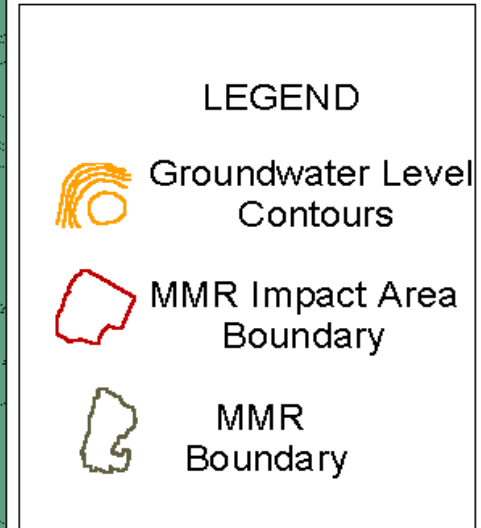 LEGEND
Groundwater Level
Contours
MMR Impact Area
Boundary
MMR
Boundary